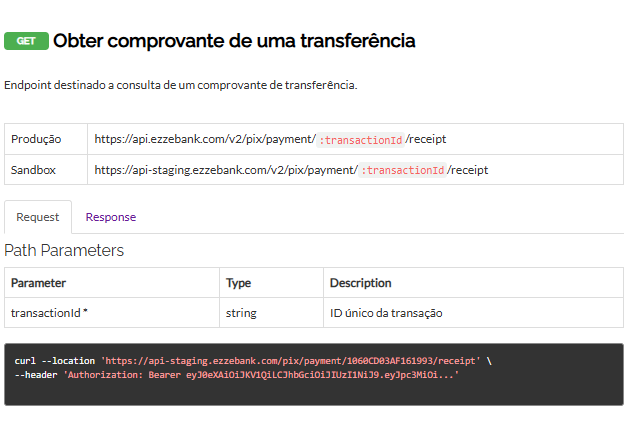 GET Obter comprovante de uma transferência
Endpoint destinado a consulta de um comprovante de transferência.
Produção https://api.ezzebank.com/v2/pix/payment/ :transactionId /receipt
Sandbox https://api-staging.ezzebank.com/v2/pix/payment/ :transactionId /receipt
Request Response
Path Parameters
Parameter Type Description
transactionId * string ID único da transação
curl --location 'https://api-staging.ezzebank.com/pix/payment/1060CD03AF161993/receipt' \
--header 'Authorization: Bearer eyJ0eXAiOiJKV1QiLCJhbGciOiJIUzI1NiJ9.eyJpc3MiOi...'